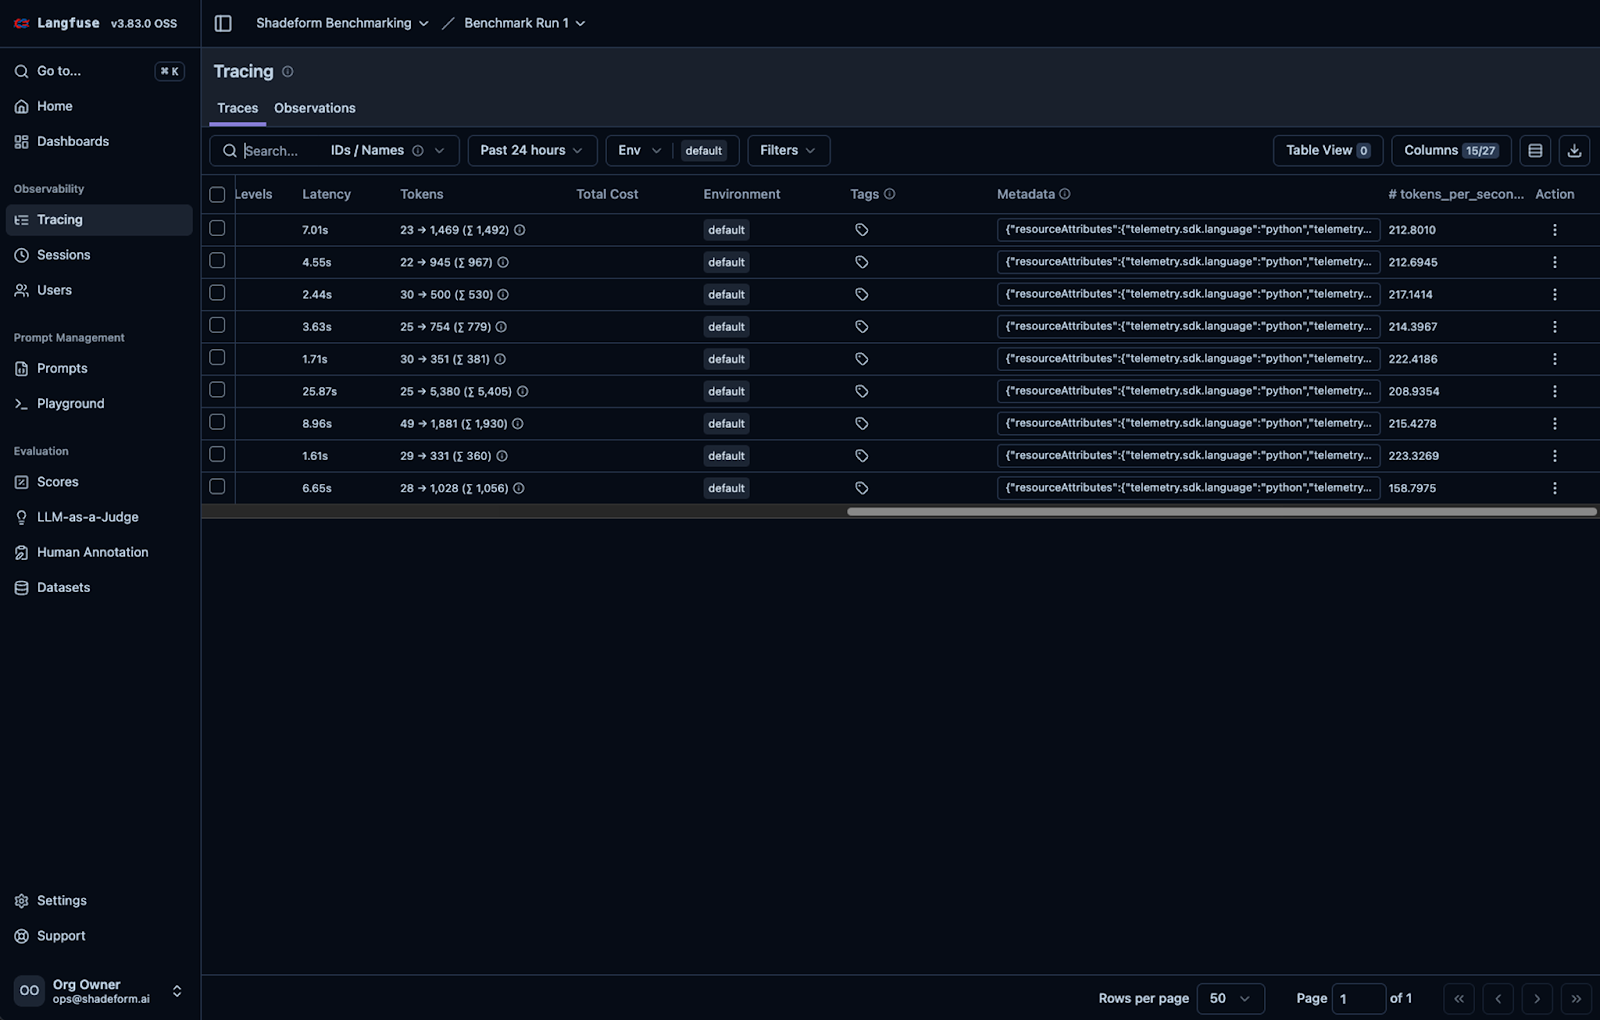 Langfuse v3.83.0 OSS
Shadeform Benchmarking / Benchmark Run 1
Go to... ⌘ K
Home
Dashboards
Observability
Tracing
Sessions
Users
Prompt Management
Prompts
Playground
Evaluation
Scores
LLM-as-a-Judge
Human Annotation
Datasets
Settings
Support
OO Org Owner
ops@shadeform.ai
Tracing
Traces Observations
Search... IDs / Names Past 24 hours Env default Filters Table View 0 Columns 15/27
Levels Latency Tokens Total Cost Environment Tags Metadata # tokens_per_secon... Action
7.01s 23 → 1,469 (∑ 1,492) default {"resourceAttributes":{"telemetry.sdk.language":"python","telemetry... 212.8010
4.55s 22 → 945 (∑ 967) default {"resourceAttributes":{"telemetry.sdk.language":"python","telemetry... 212.6945
2.44s 30 → 500 (∑ 530) default {"resourceAttributes":{"telemetry.sdk.language":"python","telemetry... 217.1414
3.63s 25 → 754 (∑ 779) default {"resourceAttributes":{"telemetry.sdk.language":"python","telemetry... 214.3967
1.71s 30 → 351 (∑ 381) default {"resourceAttributes":{"telemetry.sdk.language":"python","telemetry... 222.4186
25.87s 25 → 5,380 (∑ 5,405) default {"resourceAttributes":{"telemetry.sdk.language":"python","telemetry... 208.9354
8.96s 49 → 1,881 (∑ 1,930) default {"resourceAttributes":{"telemetry.sdk.language":"python","telemetry... 215.4278
1.61s 29 → 331 (∑ 360) default {"resourceAttributes":{"telemetry.sdk.language":"python","telemetry... 223.3269
6.65s 28 → 1,028 (∑ 1,056) default {"resourceAttributes":{"telemetry.sdk.language":"python","telemetry... 158.7975
Rows per page 50 Page 1 of 1